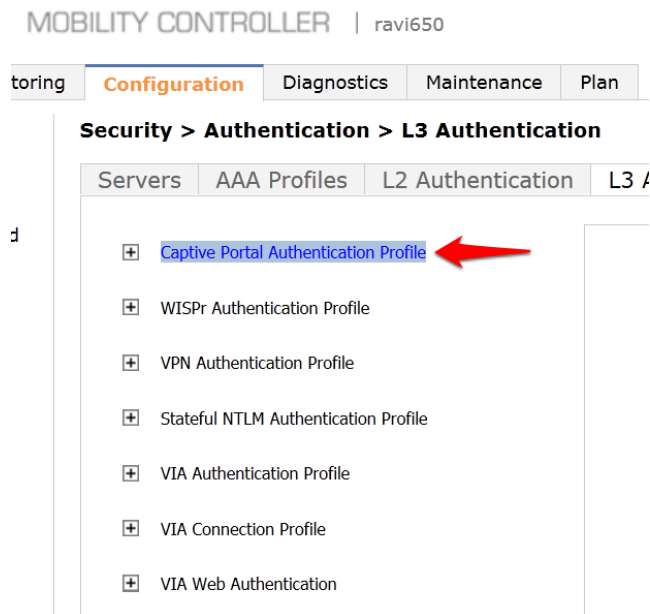 MOBILITY CONTROLLER | ravi650
toring Configuration Diagnostics Maintenance Plan
Security > Authentication > L3 Authentication
Servers AAA Profiles L2 Authentication L3 A
d
Captive Portal Authentication Profile
WISPr Authentication Profile
VPN Authentication Profile
Stateful NTLM Authentication Profile
VIA Authentication Profile
VIA Connection Profile
VIA Web Authentication